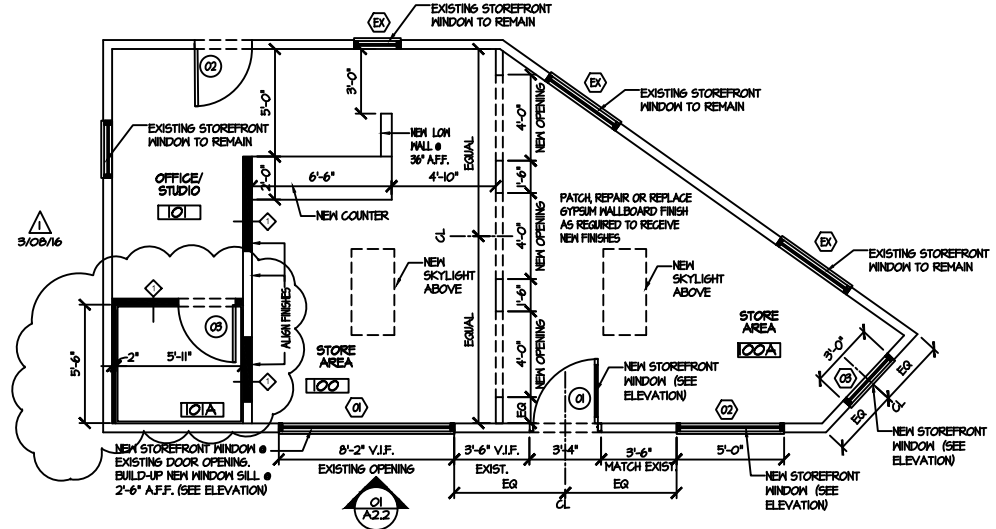 EX
EXISTING STOREFRONT
WINDOW TO REMAIN
02
5'-0"
3'-0"
EXISTING STOREFRONT
WINDOW TO REMAIN
OFFICE/
STUDIO
101
1
3/08/16
NEW LOW
WALL @
36" A.F.F.
2'-0"
6'-6"
4'-10"
NEW COUNTER
1
EQUAL
CL
EQUAL
4'-0"
NEW OPENING
1'-6"
4'-0"
NEW OPENING
1'-6"
4'-0"
NEW OPENING
EQ
EX
EXISTING STOREFRONT
WINDOW TO REMAIN
PATCH, REPAIR OR REPLACE
GYPSUM WALLBOARD FINISH
AS REQUIRED TO RECEIVE
NEW FINISHES
EX
EXISTING STOREFRONT
WINDOW TO REMAIN
NEW
SKYLIGHT
ABOVE
NEW
SKYLIGHT
ABOVE
ALIGN FINISHES
1
03
5'-6"
2"
5'-11"
1
101A
STORE
AREA
100
01
STORE
AREA
100A
3'-0"
03
EQ
EQ
CL
NEW STOREFRONT
WINDOW (SEE
ELEVATION)
01
02
NEW STOREFRONT
WINDOW (SEE
ELEVATION)
NEW STOREFRONT WINDOW @
EXISTING DOOR OPENING.
BUILD-UP NEW WINDOW SILL @
2'-6" A.F.F. (SEE ELEVATION)
8'-2" V.I.F.
EXISTING OPENING
3'-6" V.I.F.
EXIST.
3'-4"
3'-6"
MATCH EXIST.
5'-0"
EQ
EQ
CL
NEW STOREFRONT
WINDOW (SEE
ELEVATION)
01
A2.2